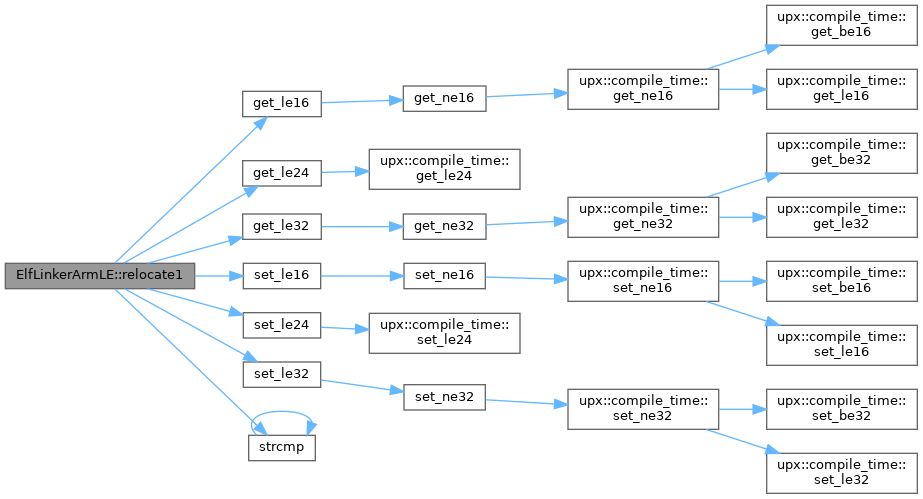 ElfLinkerArmLE::relocate1
get_le16
get_ne16
upx::compile_time::
get_ne16
upx::compile_time::
get_be16
upx::compile_time::
get_le16
get_le24
upx::compile_time::
get_le24
get_le32
get_ne32
upx::compile_time::
get_ne32
upx::compile_time::
get_be32
upx::compile_time::
get_le32
set_le16
set_ne16
upx::compile_time::
set_ne16
upx::compile_time::
set_be16
upx::compile_time::
set_le16
set_le24
upx::compile_time::
set_le24
set_le32
set_ne32
upx::compile_time::
set_ne32
upx::compile_time::
set_be32
upx::compile_time::
set_le32
strcmp